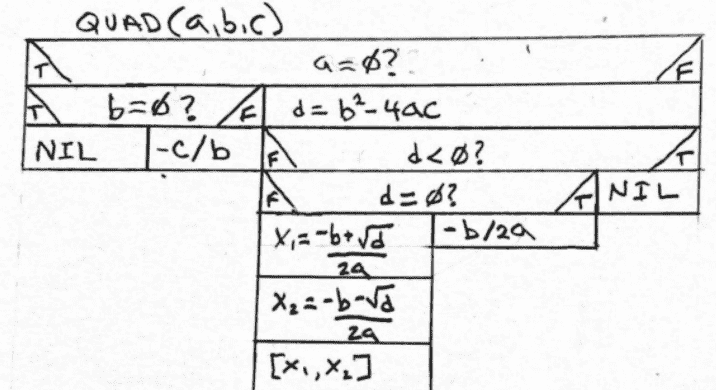 QUAD(a,b,c)
T a=Ø? F
T b=Ø? F d=b²-4ac
NIL -c/b F d<Ø? T
F d=Ø? T NIL
x₁=-b+√d/2a -b/2a
x₂=-b-√d/2a
[x₁,x₂]